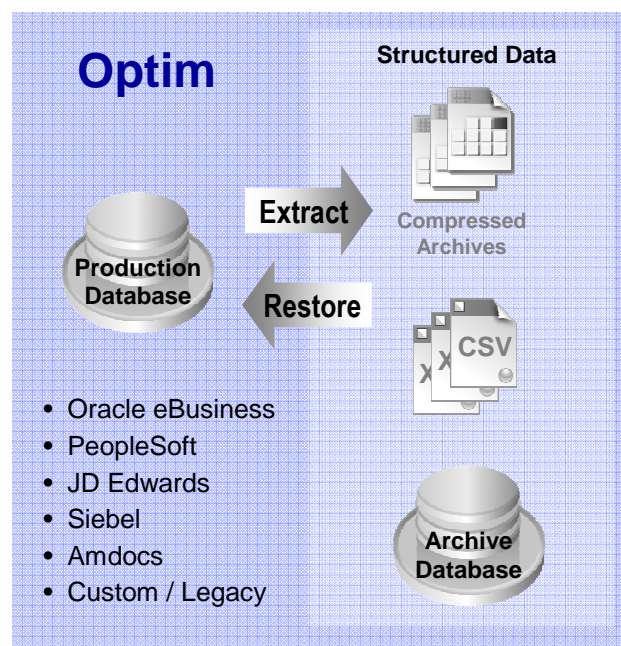 Optim
Structured Data
Extract
Compressed
Archives
Production
Database
Restore
X
X
CSV
• Oracle eBusiness
• PeopleSoft
• JD Edwards
• Siebel
• Amdocs
• Custom / Legacy
Archive
Database